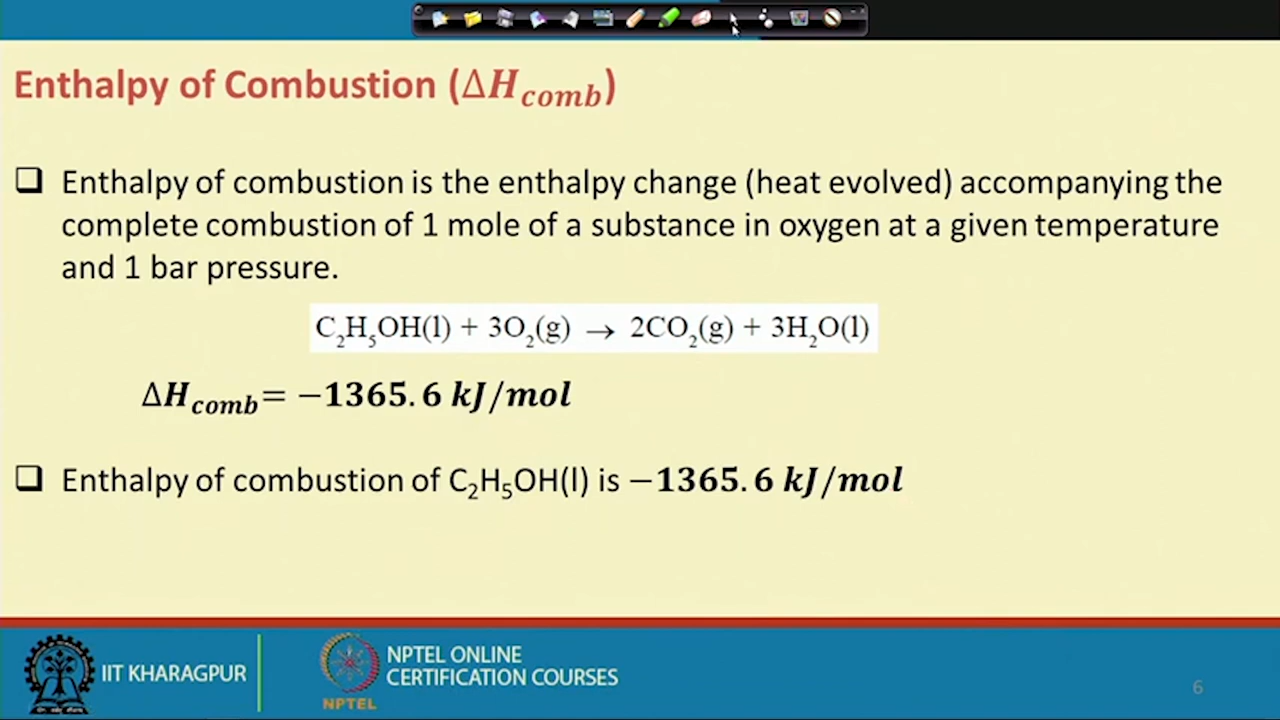 Enthalpy of Combustion (ΔH_comb)
❑ Enthalpy of combustion is the enthalpy change (heat evolved) accompanying the
complete combustion of 1 mole of a substance in oxygen at a given temperature
and 1 bar pressure.
C₂H₅OH(l) + 3O₂(g) → 2CO₂(g) + 3H₂O(l)
ΔH_comb = −1365.6 kJ/mol
❑ Enthalpy of combustion of C₂H₅OH(l) is −1365.6 kJ/mol
IIT KHARAGPUR
NPTEL
NPTEL ONLINE
CERTIFICATION COURSES
6